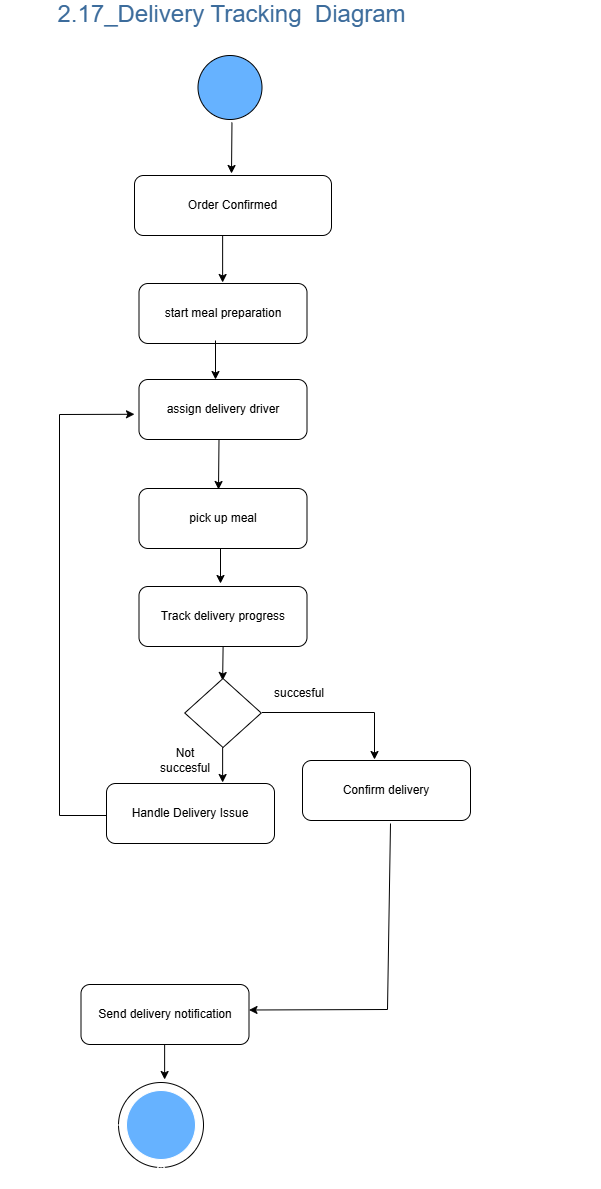 2.17_Delivery Tracking  Diagram
Order Confirmed
start meal preparation
assign delivery driver
pick up meal
Track delivery progress
succesful
Not
succesful
Handle Delivery Issue
Confirm delivery
Send delivery notification